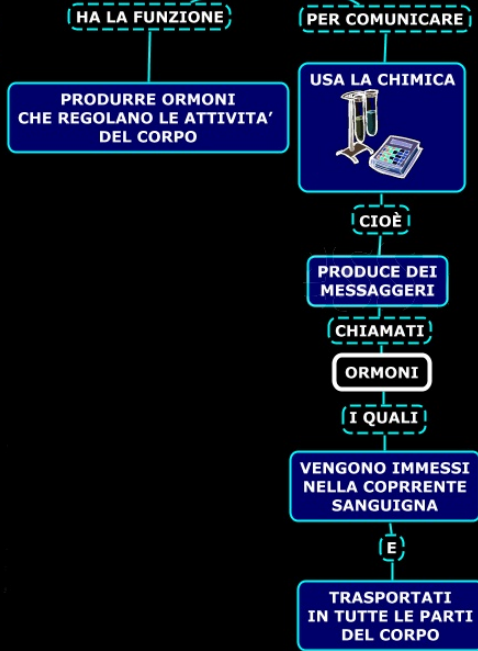 HA LA FUNZIONE
PRODURRE ORMONI
CHE REGOLANO LE ATTIVITA'
DEL CORPO
PER COMUNICARE
USA LA CHIMICA
CIOÈ
PRODUCE DEI
MESSAGGERI
CHIAMATI
ORMONI
I QUALI
VENGONO IMMESSI
NELLA COPRRENTE
SANGUIGNA
E
TRASPORTATI
IN TUTTE LE PARTI
DEL CORPO